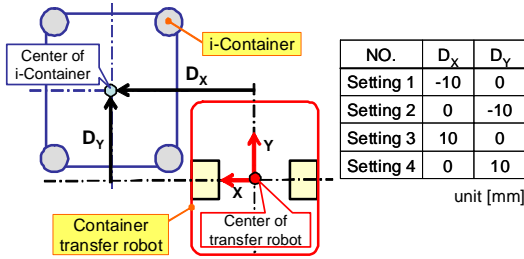 Center of
i-Container
i-Container
D_X
D_Y
Y
X
Container
transfer robot
Center of
transfer robot
NO. D_X D_Y
Setting 1 -10 0
Setting 2 0 -10
Setting 3 10 0
Setting 4 0 10
unit [mm]